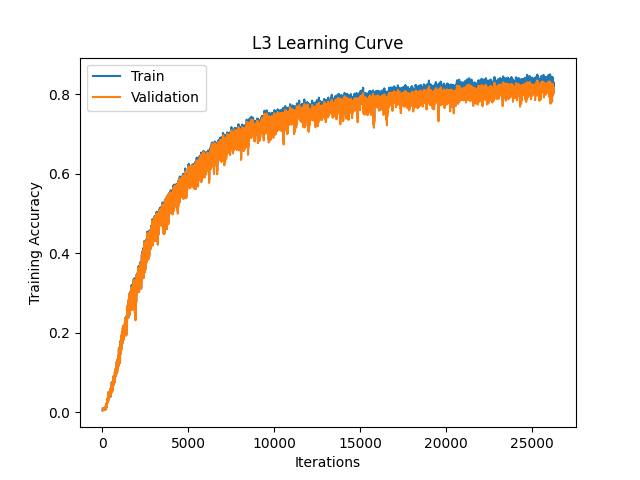 L3 Learning Curve
Train
Validation
Training Accuracy
0.8
0.6
0.4
0.2
0.0
0 5000 10000 15000 20000 25000
Iterations